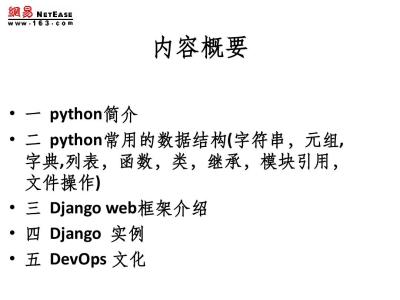 網易 NETEASE
www.163.com
内容概要
• 一 python简介
• 二 python常用的数据结构(字符串，元组,
字典,列表，函数，类，继承，模块引用，
文件操作)
• 三 Django web框架介绍
• 四 Django 实例
• 五 DevOps 文化